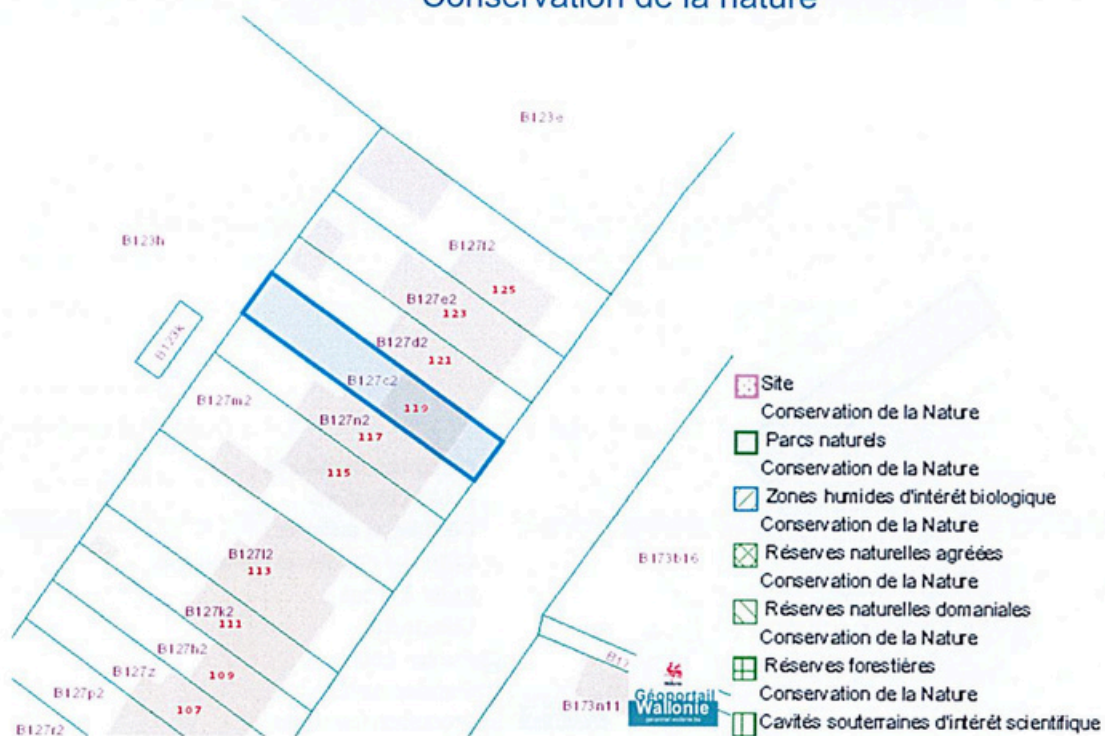 Conservation de la nature
B123e
B123h
B127f2
125
B127e2
123
B127d2
121
B123k
B127c2
119
B127m2
B127n2
117
115
B127l2
113
B127k2
111
B127h2
109
B127z
107
B127p2
B127r2
B173b16
B17
B173n11
Géoportail
Wallonie
Site
Conservation de la Nature
Parcs naturels
Conservation de la Nature
Zones humides d'intérêt biologique
Conservation de la Nature
Réserves naturelles agréées
Conservation de la Nature
Réserves naturelles domaniales
Conservation de la Nature
Réserves forestières
Conservation de la Nature
Cavités souterraines d'intérêt scientifique